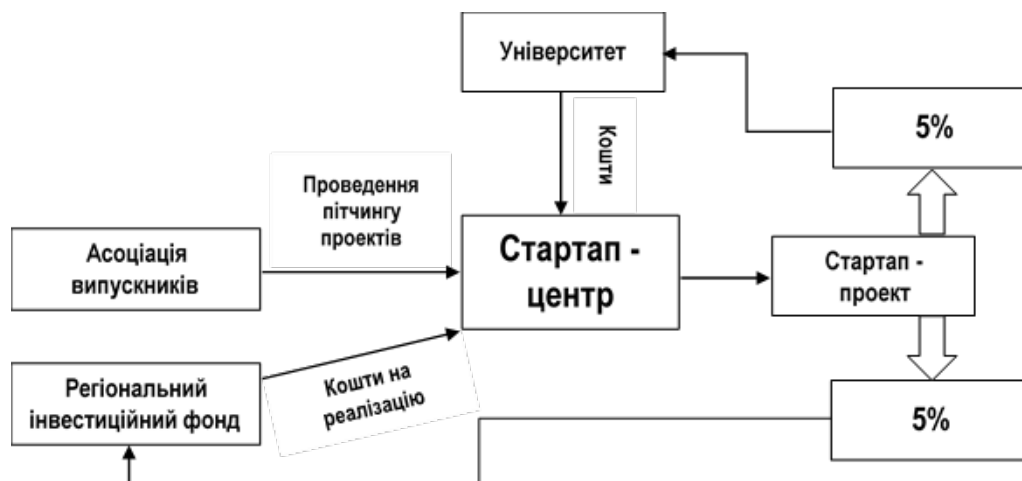 Університет
5%
Кошти
Проведення
пітчингу
проектів
Асоціація
випускників
Стартап -
центр
Стартап -
проект
Регіональний
інвестиційний фонд
Кошти на
реалізацію
5%